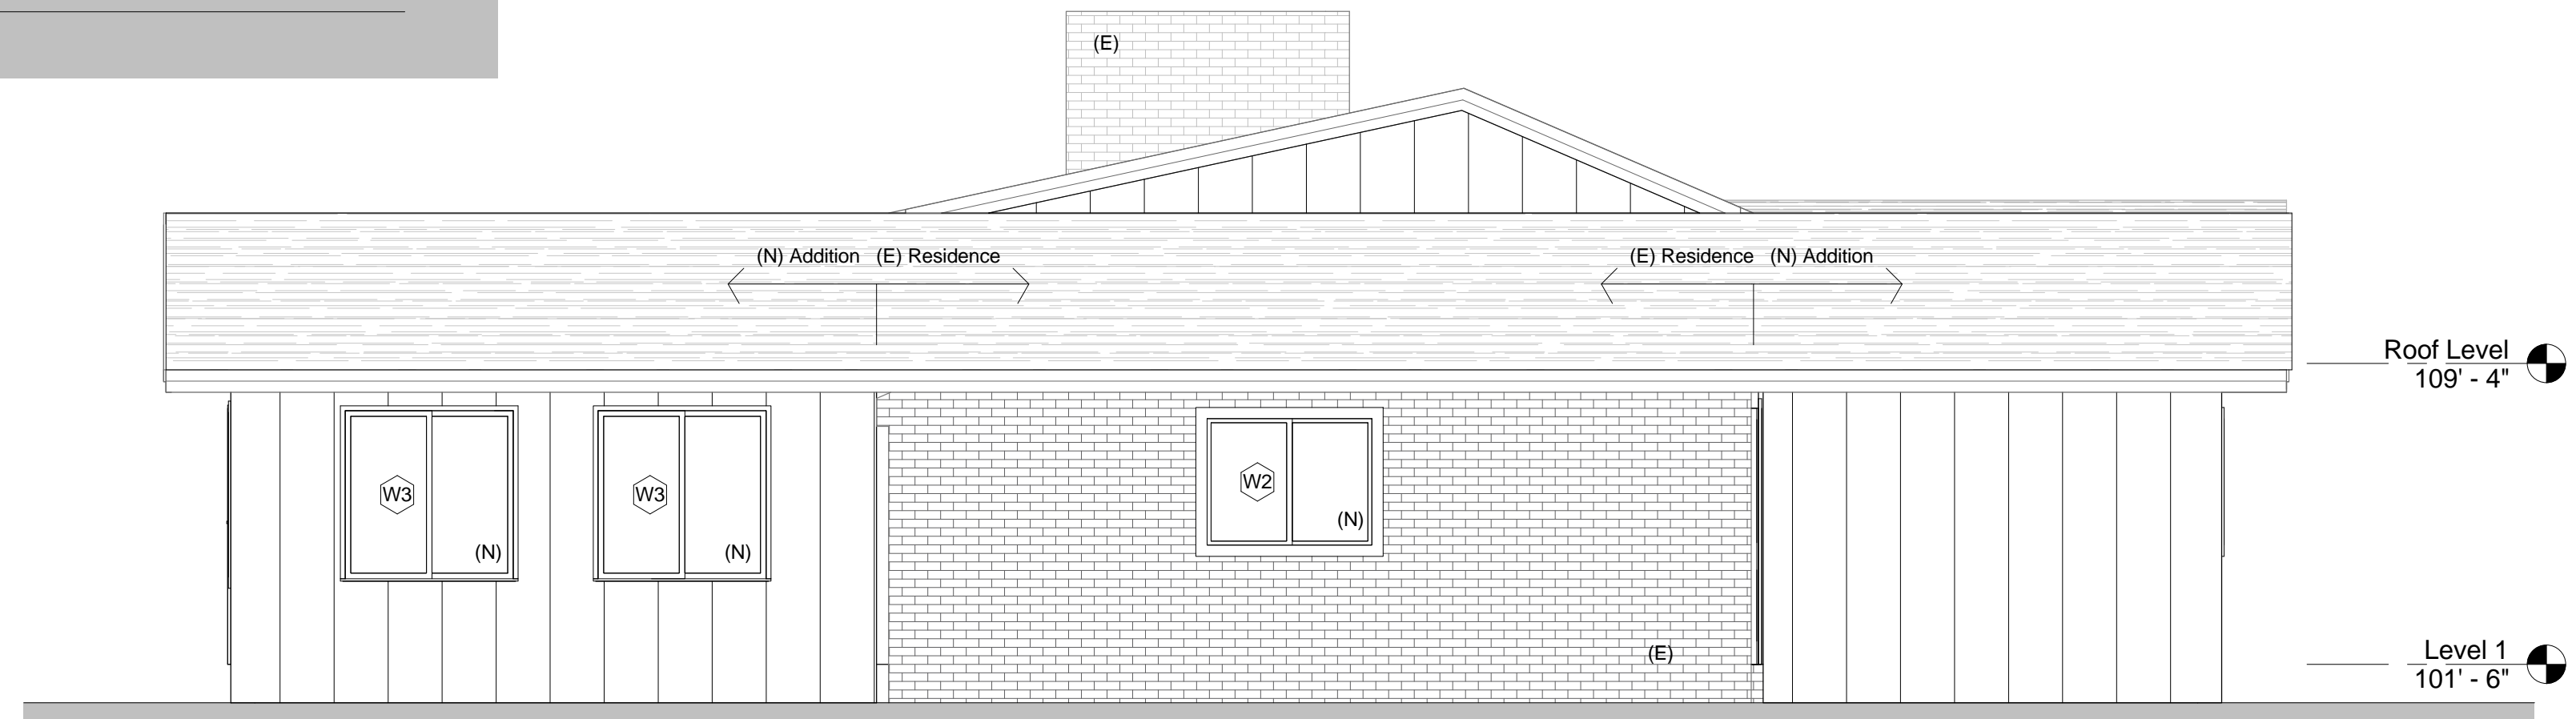 (E)
(N) Addition (E) Residence
(E) Residence (N) Addition
Roof Level
109' - 4"
W3
(N)
W3
(N)
W2
(N)
(E)
Level 1
101' - 6"